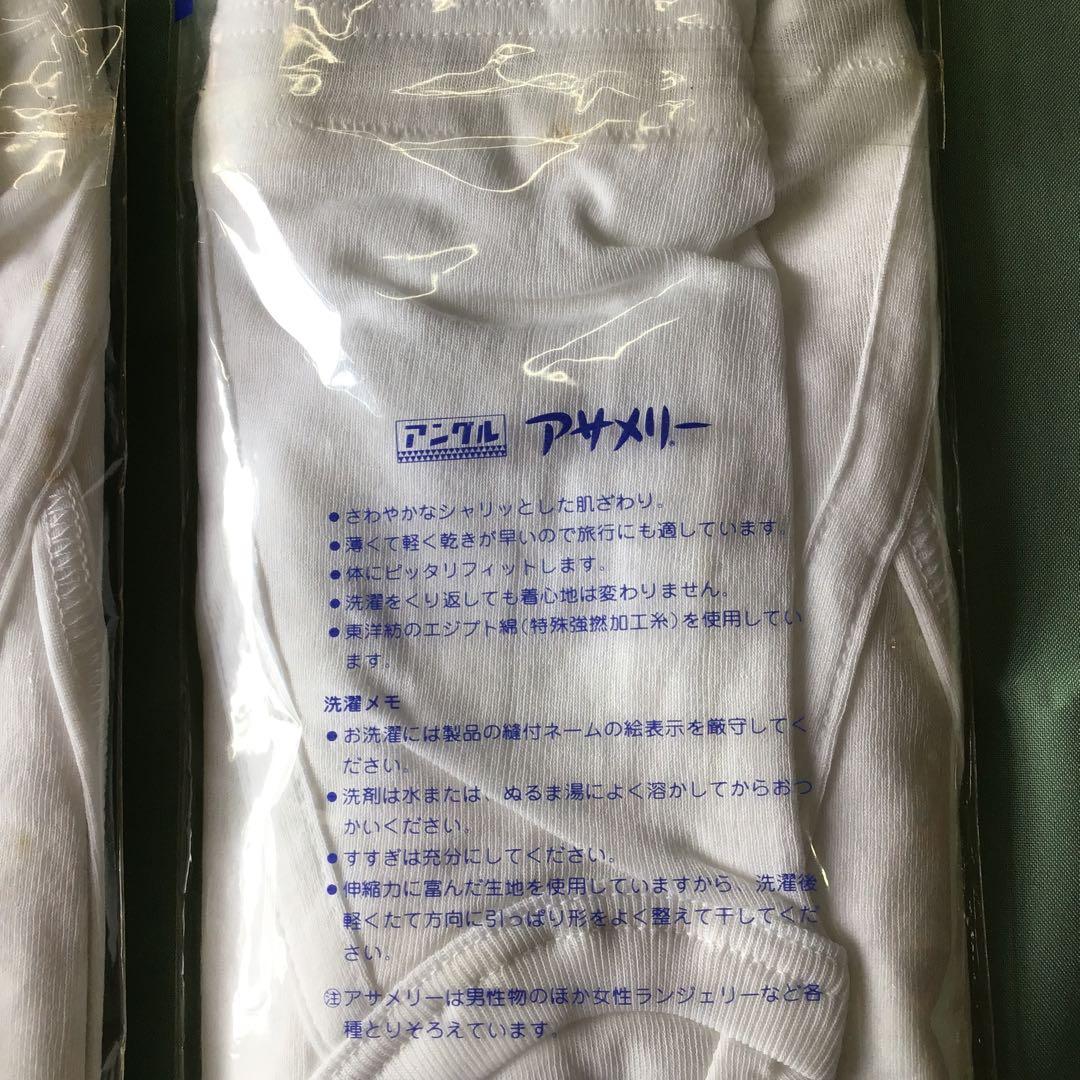 アングル アサメリー
●さわやかなシャリッとした肌ざわり。
●薄くて軽く乾きが早いので旅行にも適しています。
●体にピッタリフィットします。
●洗濯をくり返しても着心地は変わりません。
●東洋紡のエジプト綿(特殊強撚加工糸)を使用してい
ます。
洗濯メモ
●お洗濯には製品の縫付ネームの絵表示を厳守してく
ださい。
●洗剤は水または、ぬるま湯によく溶かしてからおつ
かいください。
●すすぎは充分にしてください。
●伸縮力に富んだ生地を使用していますから、洗濯後
軽くたて方向に引っぱり形をよく整えて干してくだ
さい。
㊟アサメリーは男性物のほか女性ランジェリーなど各
種とりそろえています。